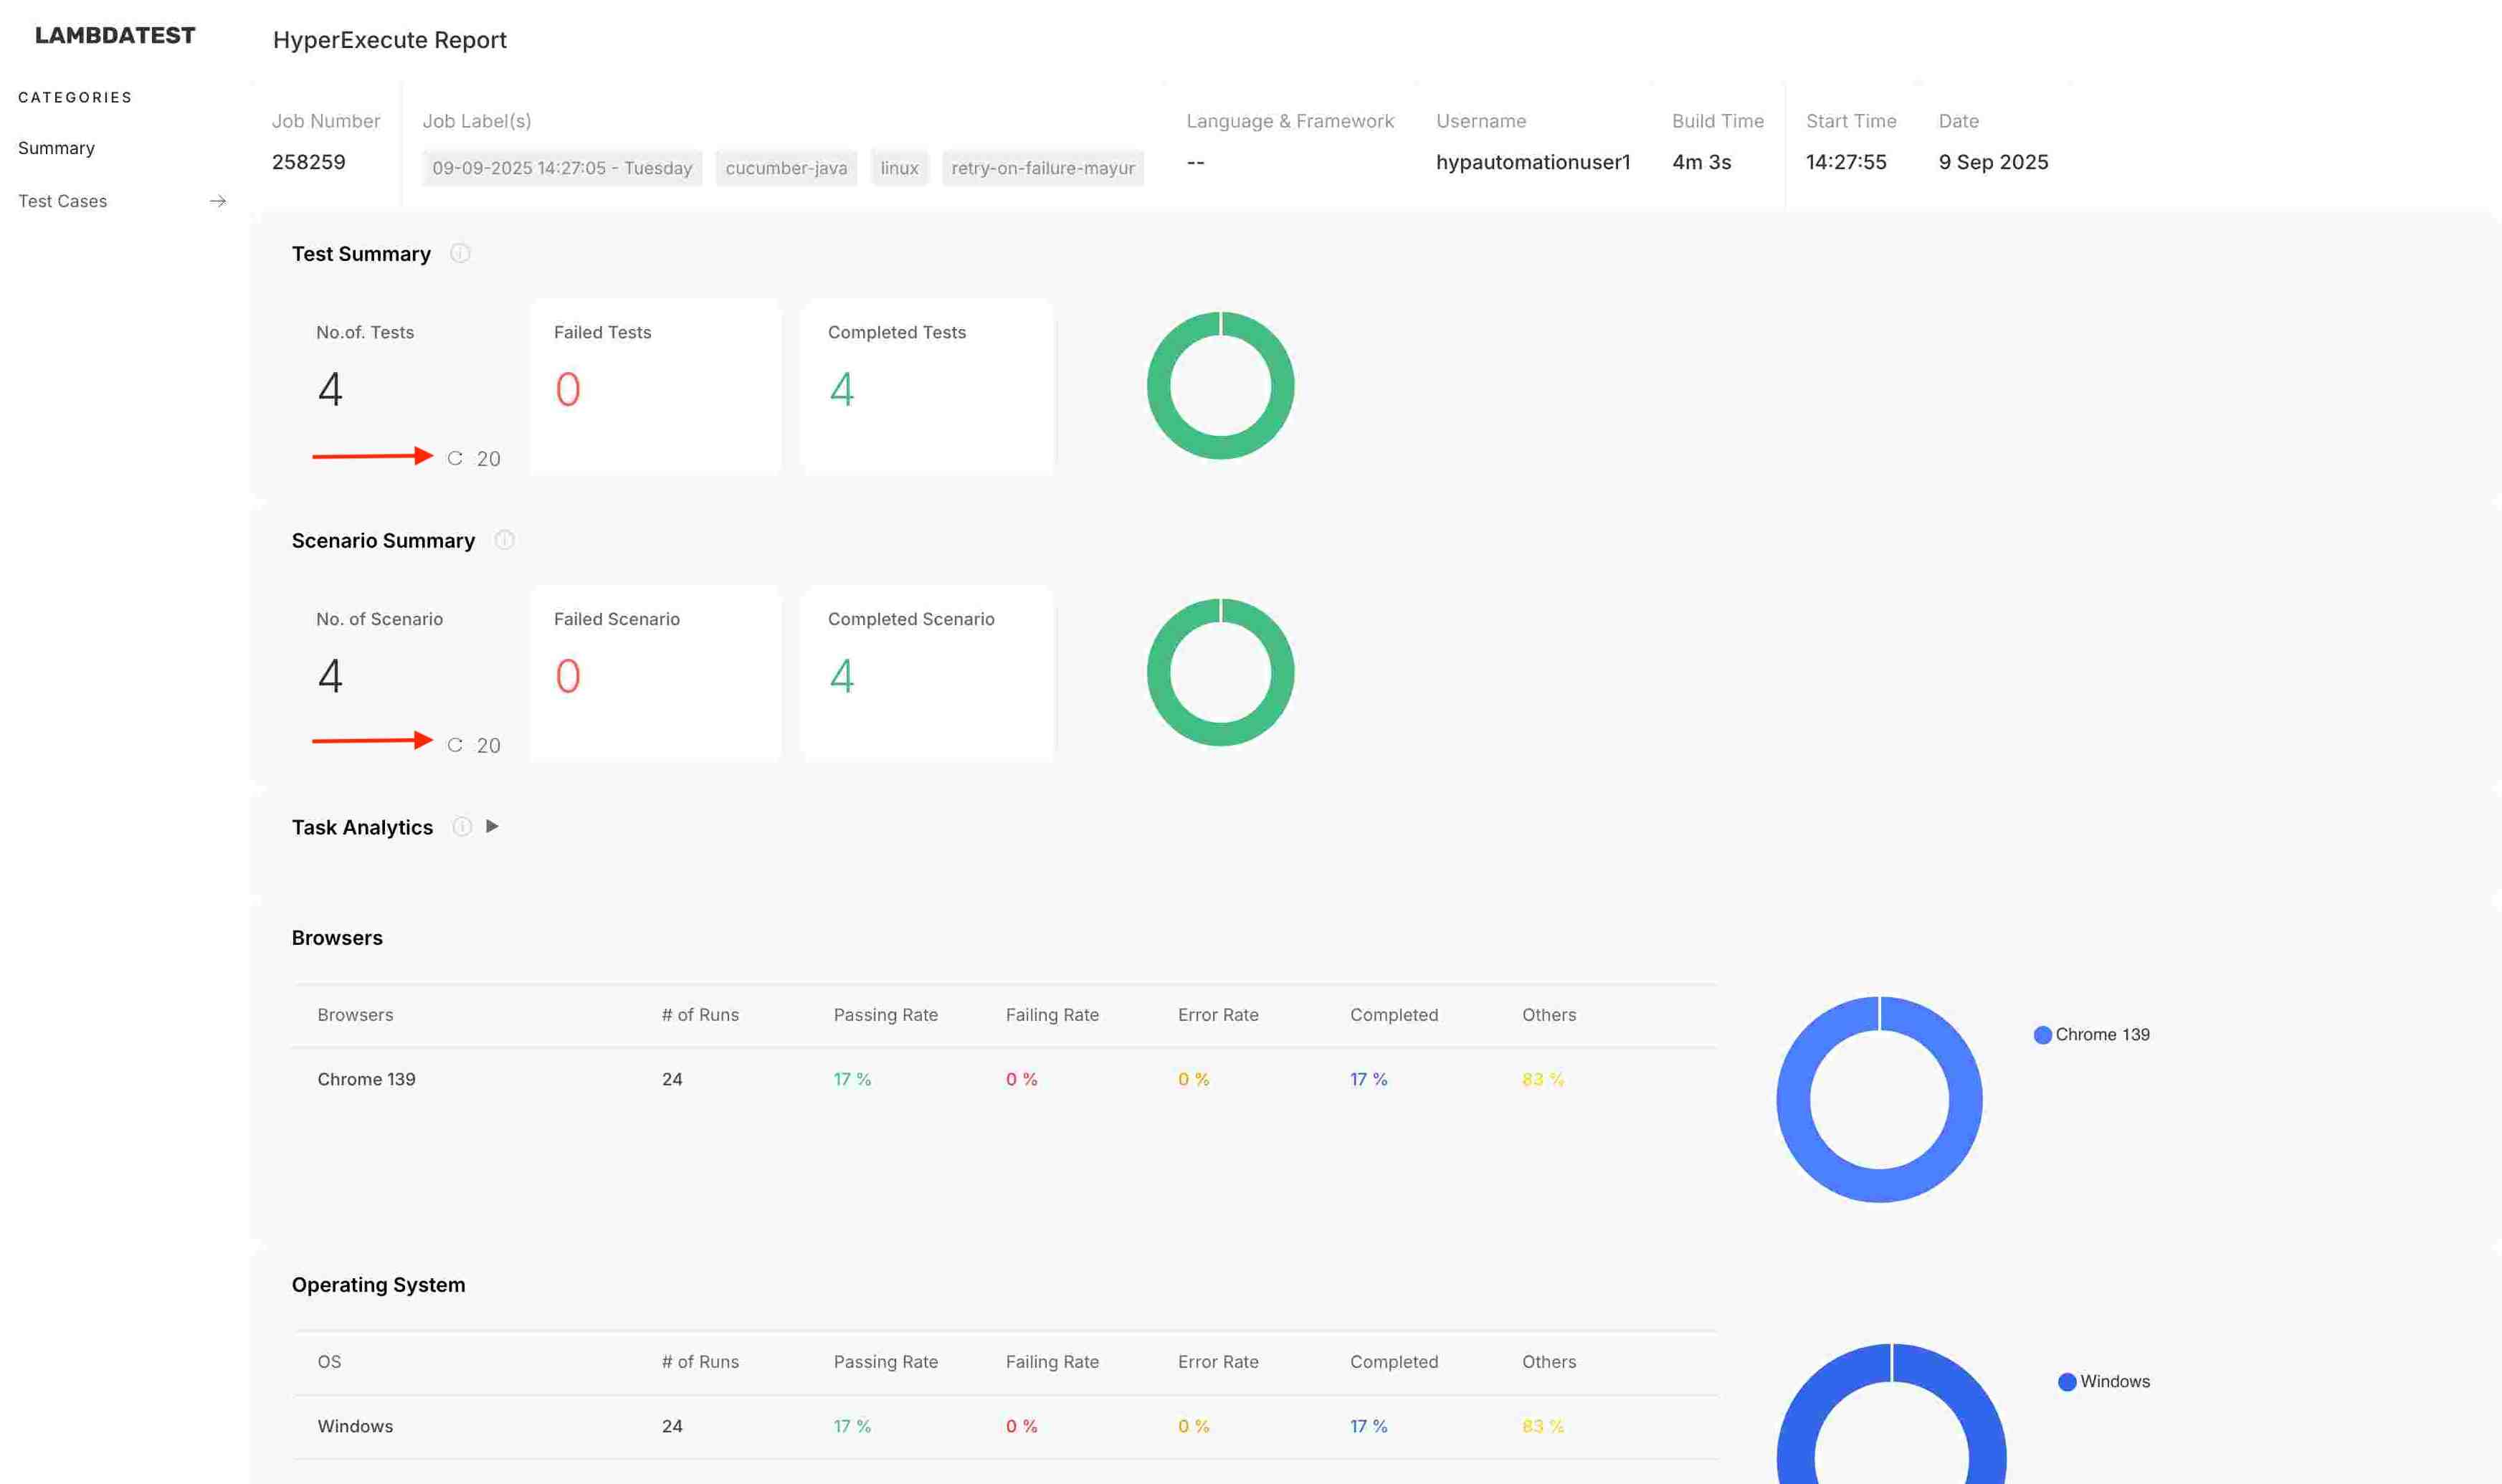 LAMBDATEST
HyperExecute Report
CATEGORIES
Summary
Test Cases
Job Number
258259
Job Label(s)
09-09-2025 14:27:05 - Tuesday
cucumber-java
linux
retry-on-failure-mayur
Language & Framework
--
Username
hypautomationuser1
Build Time
4m 3s
Start Time
14:27:55
Date
9 Sep 2025
Test Summary
No.of. Tests
4
20
Failed Tests
0
Completed Tests
4
Scenario Summary
No. of Scenario
4
20
Failed Scenario
0
Completed Scenario
4
Task Analytics
Browsers
Browsers # of Runs Passing Rate Failing Rate Error Rate Completed Others
Chrome 139 24 17 % 0 % 0 % 17 % 83 %
Chrome 139
Operating System
OS # of Runs Passing Rate Failing Rate Error Rate Completed Others
Windows 24 17 % 0 % 0 % 17 % 83 %
Windows